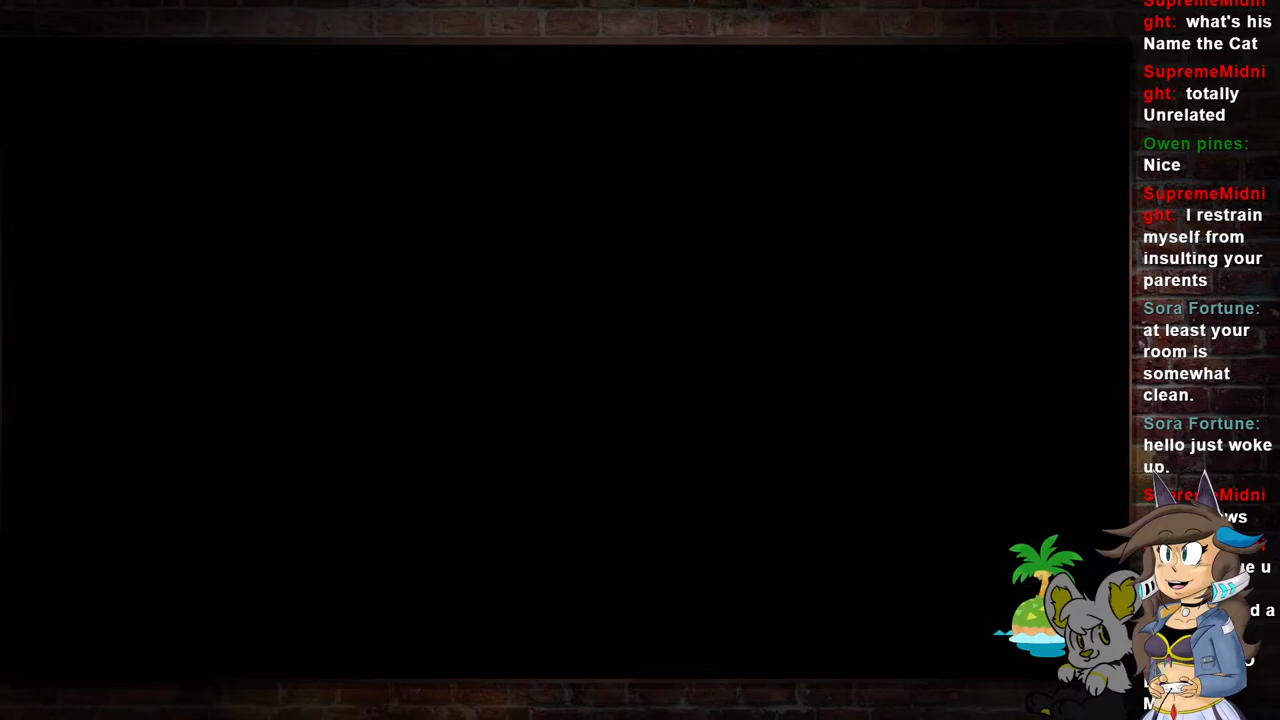 SupremeMidni
ght: what's his
Name the Cat
SupremeMidni
ght: totally
Unrelated
Owen pines:
Nice
SupremeMidni
ght: I restrain
myself from
insulting your
parents
Sora Fortune:
at least your
room is
somewhat
clean.
Sora Fortune:
hello just woke
up.